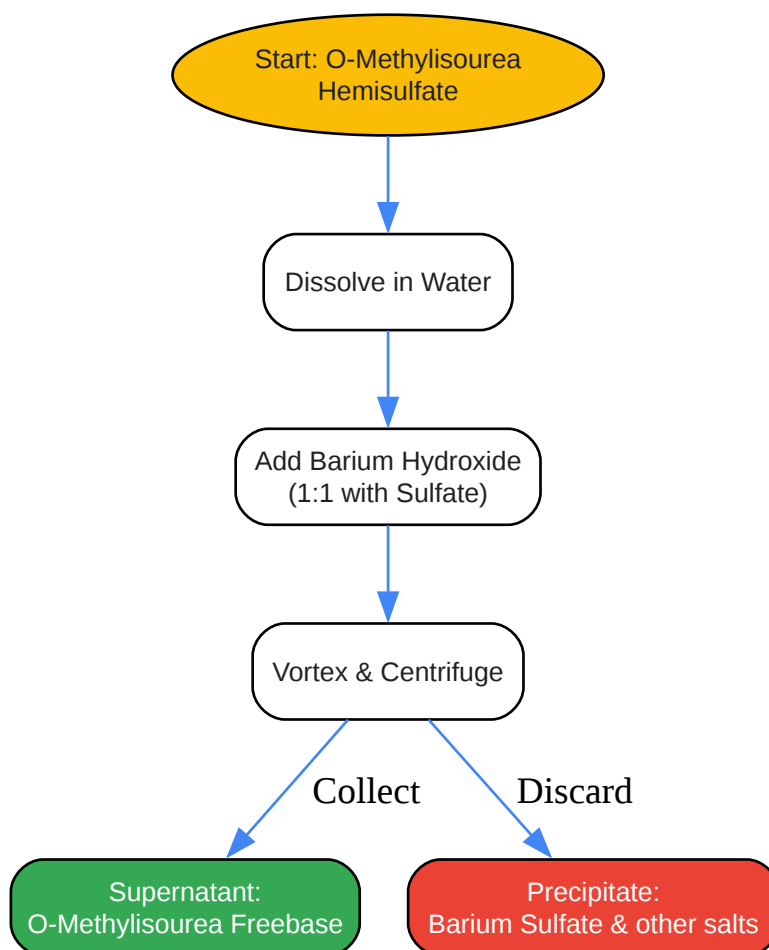 Start: O-Methylisourea
Hemisulfate
Dissolve in Water
Add Barium Hydroxide
(1:1 with Sulfate)
Vortex & Centrifuge
Collect
Discard
Supernatant:
O-Methylisourea Freebase
Precipitate:
Barium Sulfate & other salts